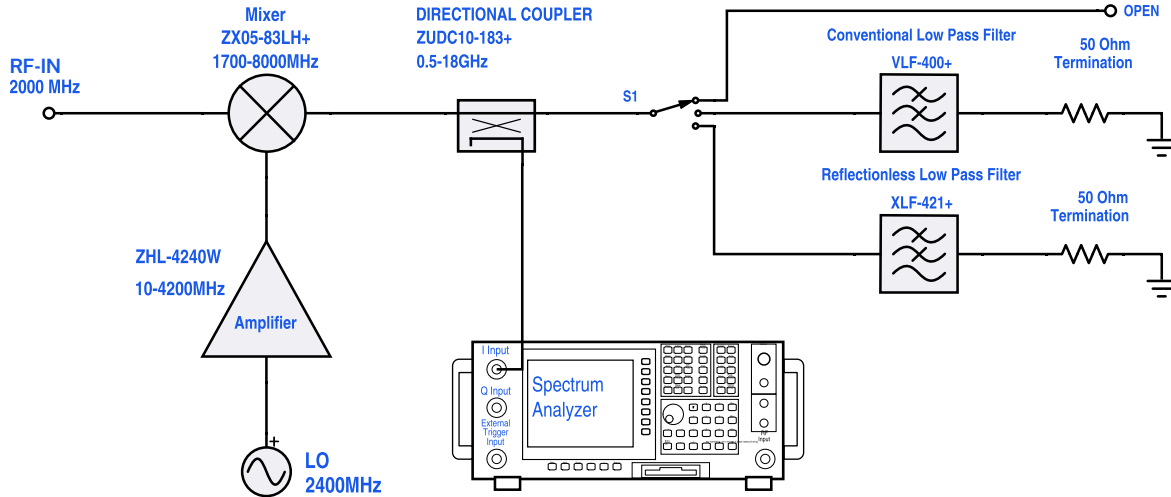 Mixer
ZX05-83LH+
1700-8000MHz
DIRECTIONAL COUPLER
ZUDC10-183+
0.5-18GHz
OPEN
RF-IN
2000 MHz
S1
Conventional Low Pass Filter
VLF-400+
50 Ohm
Termination
Reflectionless Low Pass Filter
XLF-421+
50 Ohm
Termination
ZHL-4240W
10-4200MHz
Amplifier
I Input
Q Input
External
Trigger
Input
Spectrum
Analyzer
RF
Input
+
LO
2400MHz